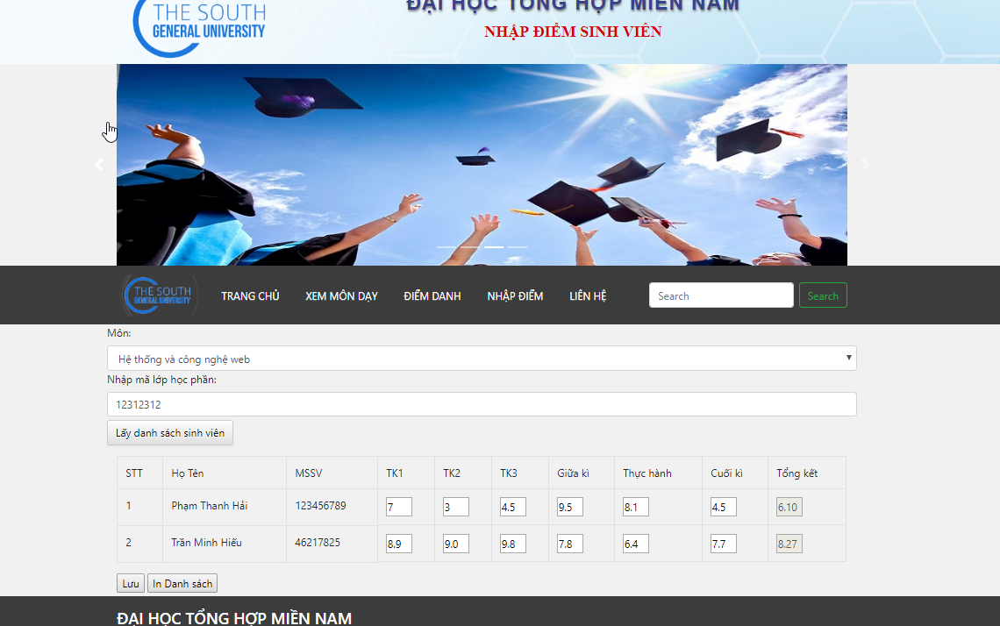 THE SOUTH
GENERAL UNIVERSITY
ĐẠI HỌC TỔNG HỢP MIỀN NAM
NHẬP ĐIỂM SINH VIÊN
THE SOUTH
GENERAL UNIVERSITY
TRANG CHỦ XEM MÔN DẠY ĐIỂM DANH NHẬP ĐIỂM LIÊN HỆ Search Search
Môn:
Hệ thống và công nghệ web
Nhập mã lớp học phần:
12312312
Lấy danh sách sinh viên
STT Họ Tên MSSV TK1 TK2 TK3 Giữa kì Thực hành Cuối kì Tổng kết
1 Phạm Thanh Hải 123456789 7 3 4.5 9.5 8.1 4.5 6.10
2 Trần Minh Hiếu 46217825 8.9 9.0 9.8 7.8 6.4 7.7 8.27
Lưu In Danh sách
ĐẠI HỌC TỔNG HỢP MIỀN NAM